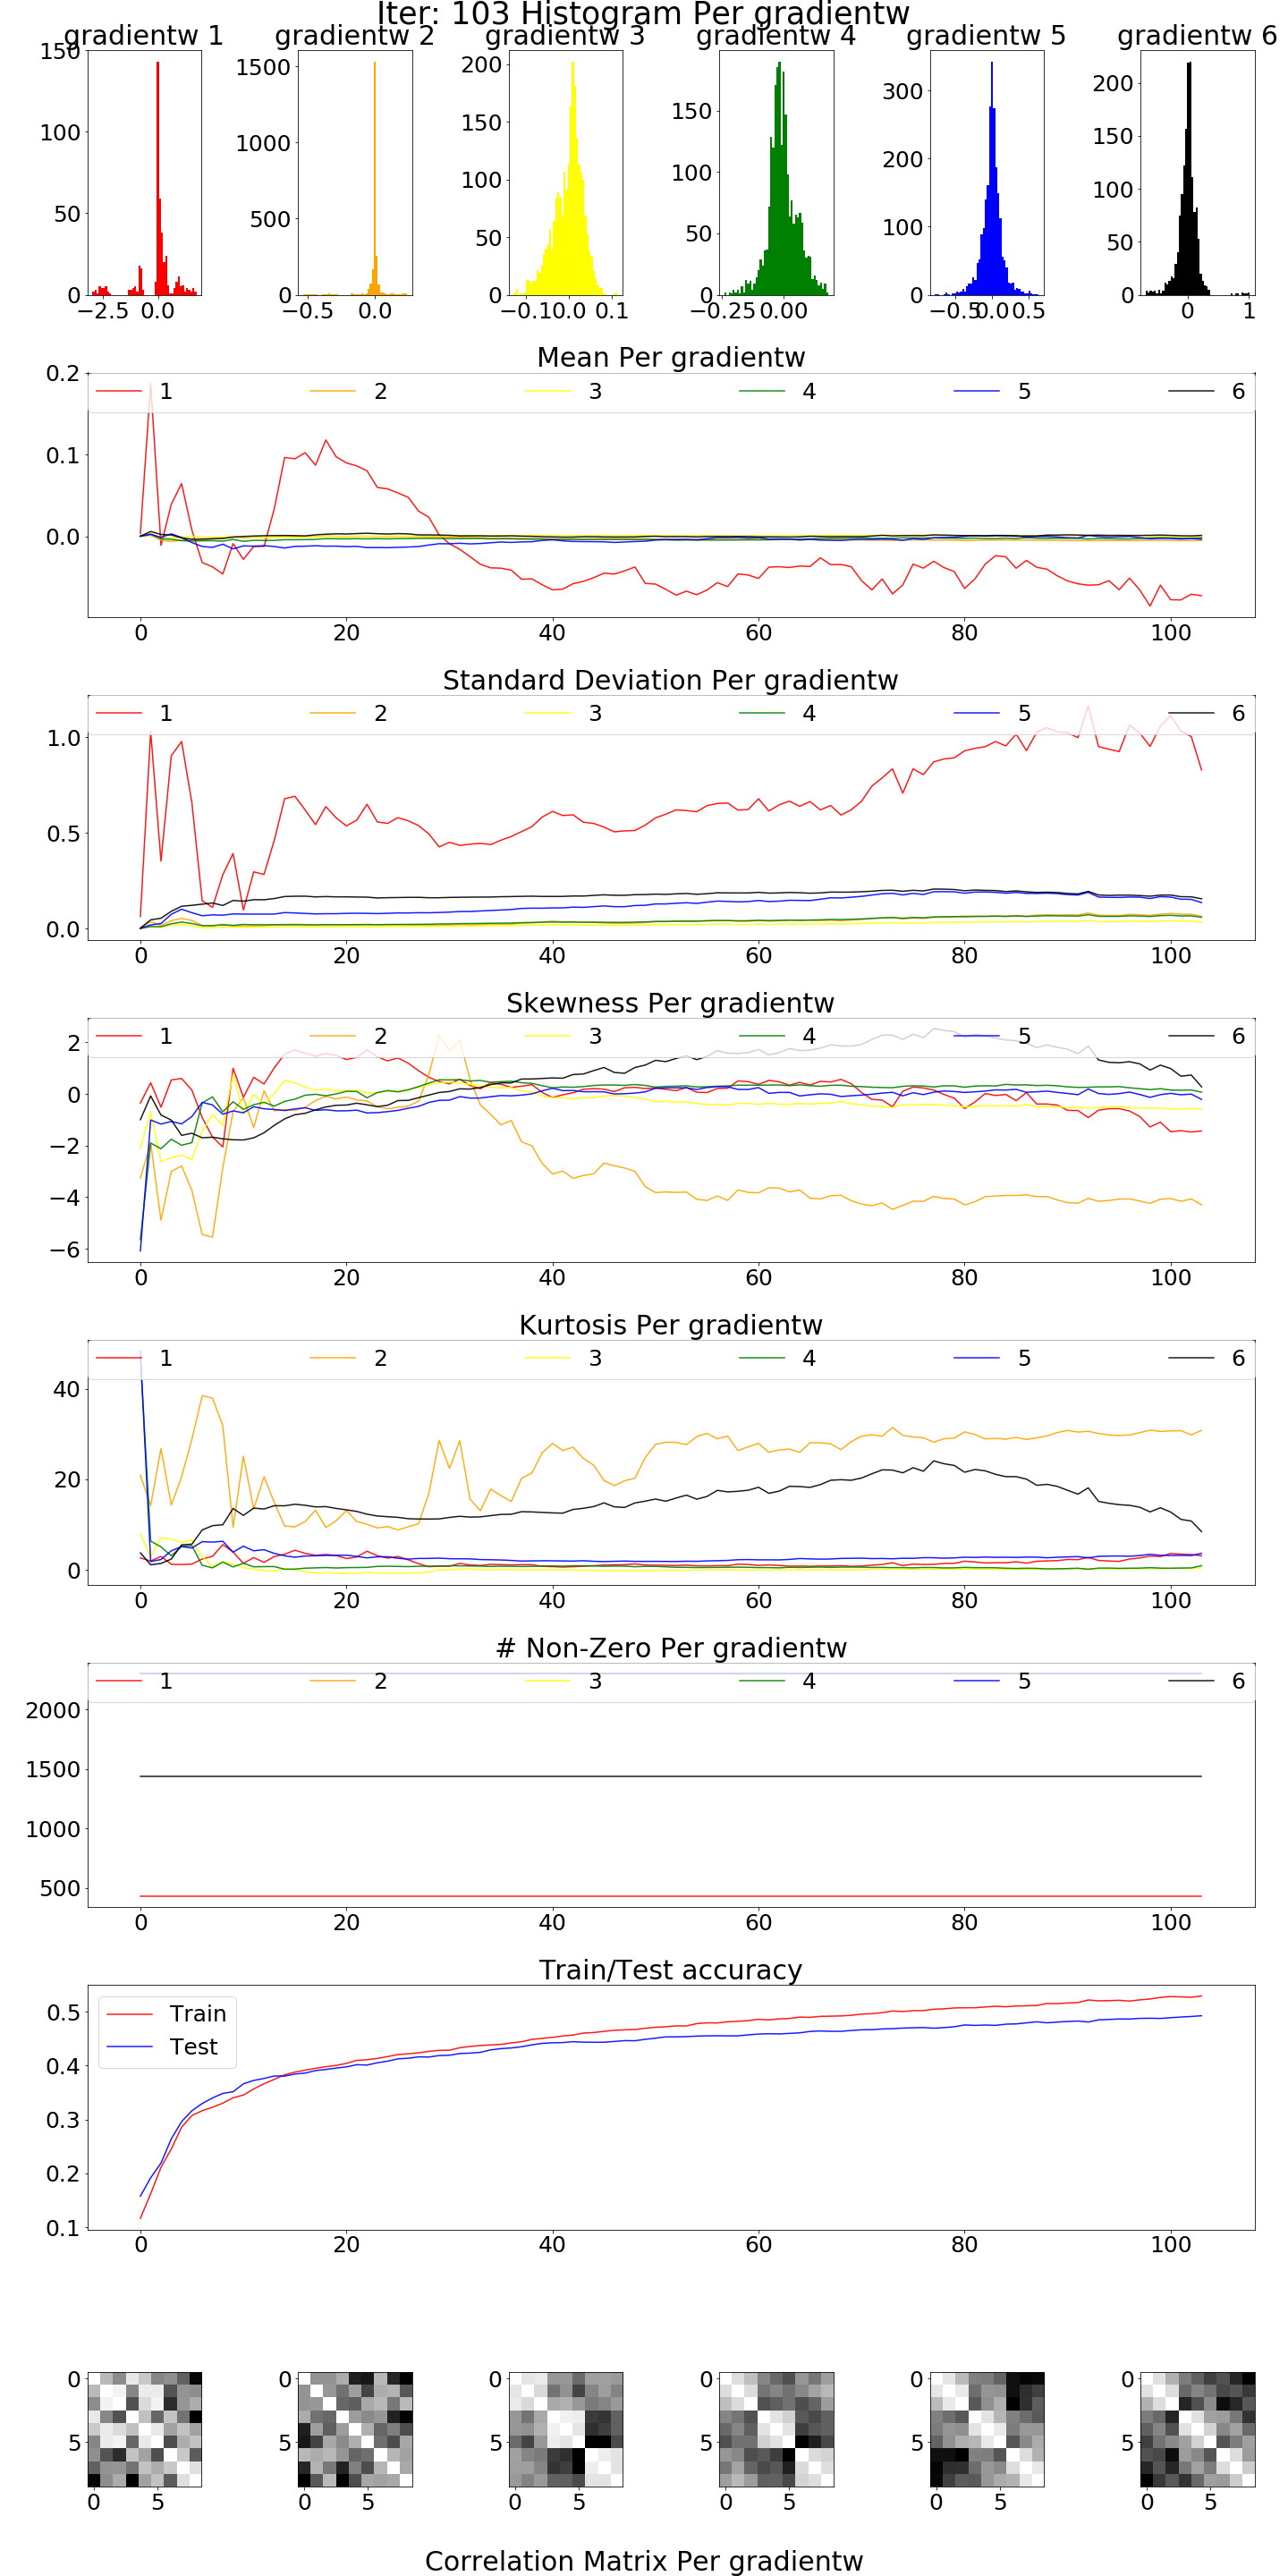 Iter: 103 Histogram Per gradientw
gradientw 1 gradientw 2 gradientw 3 gradientw 4 gradientw 5 gradientw 6
150
100
50
0
−2.5 0.0
1500
1000
500
0
−0.5 0.0
200
150
100
50
0
−0.1 0.0 0.1
150
100
50
0
−0.25 0.00
300
200
100
0
−0.5 0.0 0.5
200
150
100
50
0
0 1
Mean Per gradientw
1 2 3 4 5 6
0.2
0.1
0.0
0 20 40 60 80 100
Standard Deviation Per gradientw
1 2 3 4 5 6
1.0
0.5
0.0
0 20 40 60 80 100
Skewness Per gradientw
1 2 3 4 5 6
2
0
−2
−4
−6
0 20 40 60 80 100
Kurtosis Per gradientw
1 2 3 4 5 6
40
20
0
0 20 40 60 80 100
# Non-Zero Per gradientw
1 2 3 4 5 6
2000
1500
1000
500
0 20 40 60 80 100
Train/Test accuracy
Train
Test
0.5
0.4
0.3
0.2
0.1
0 20 40 60 80 100
0 0 0 0 0 0
5 5 5 5 5 5
0 5 0 5 0 5 0 5 0 5 0 5
Correlation Matrix Per gradientw